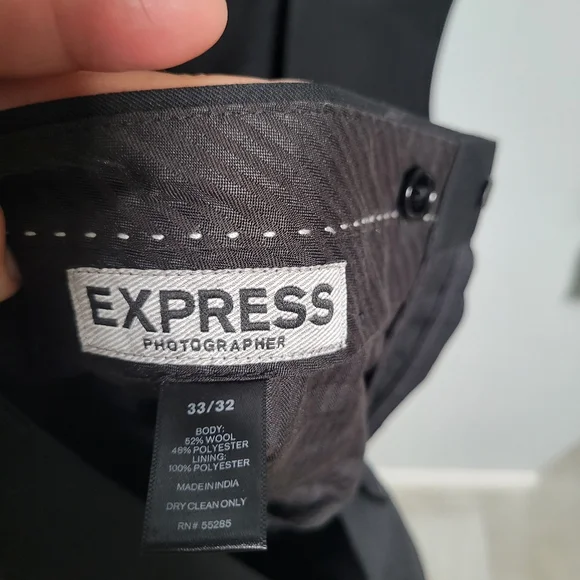 EXPRESS
PHOTOGRAPHER
33/32
BODY:
52% WOOL
48% POLYESTER
LINING:
100% POLYESTER
MADE IN INDIA
DRY CLEAN ONLY
RN# 55285